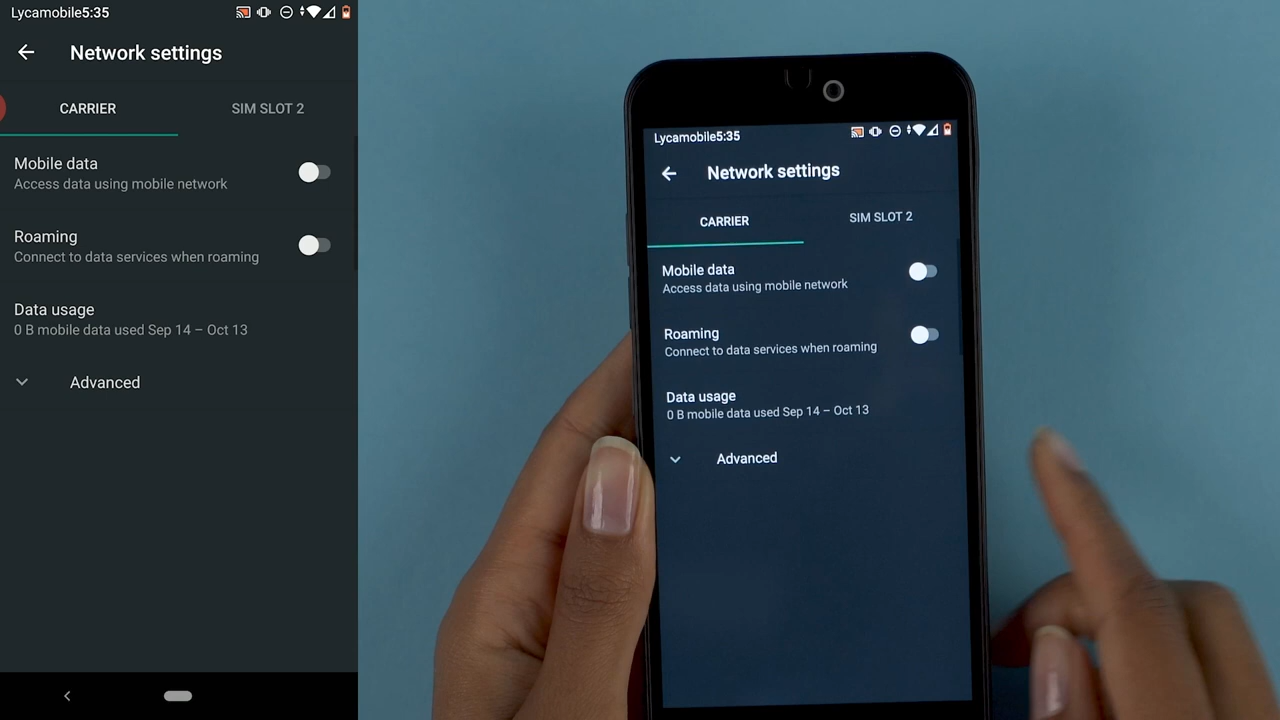 Lycamobile5:35
Network settings
CARRIER
SIM SLOT 2
Mobile data
Access data using mobile network
Roaming
Connect to data services when roaming
Data usage
0 B mobile data used Sep 14 – Oct 13
Advanced
Lycamobile5:35
Network settings
CARRIER
SIM SLOT 2
Mobile data
Access data using mobile network
Roaming
Connect to data services when roaming
Data usage
0 B mobile data used Sep 14 – Oct 13
Advanced